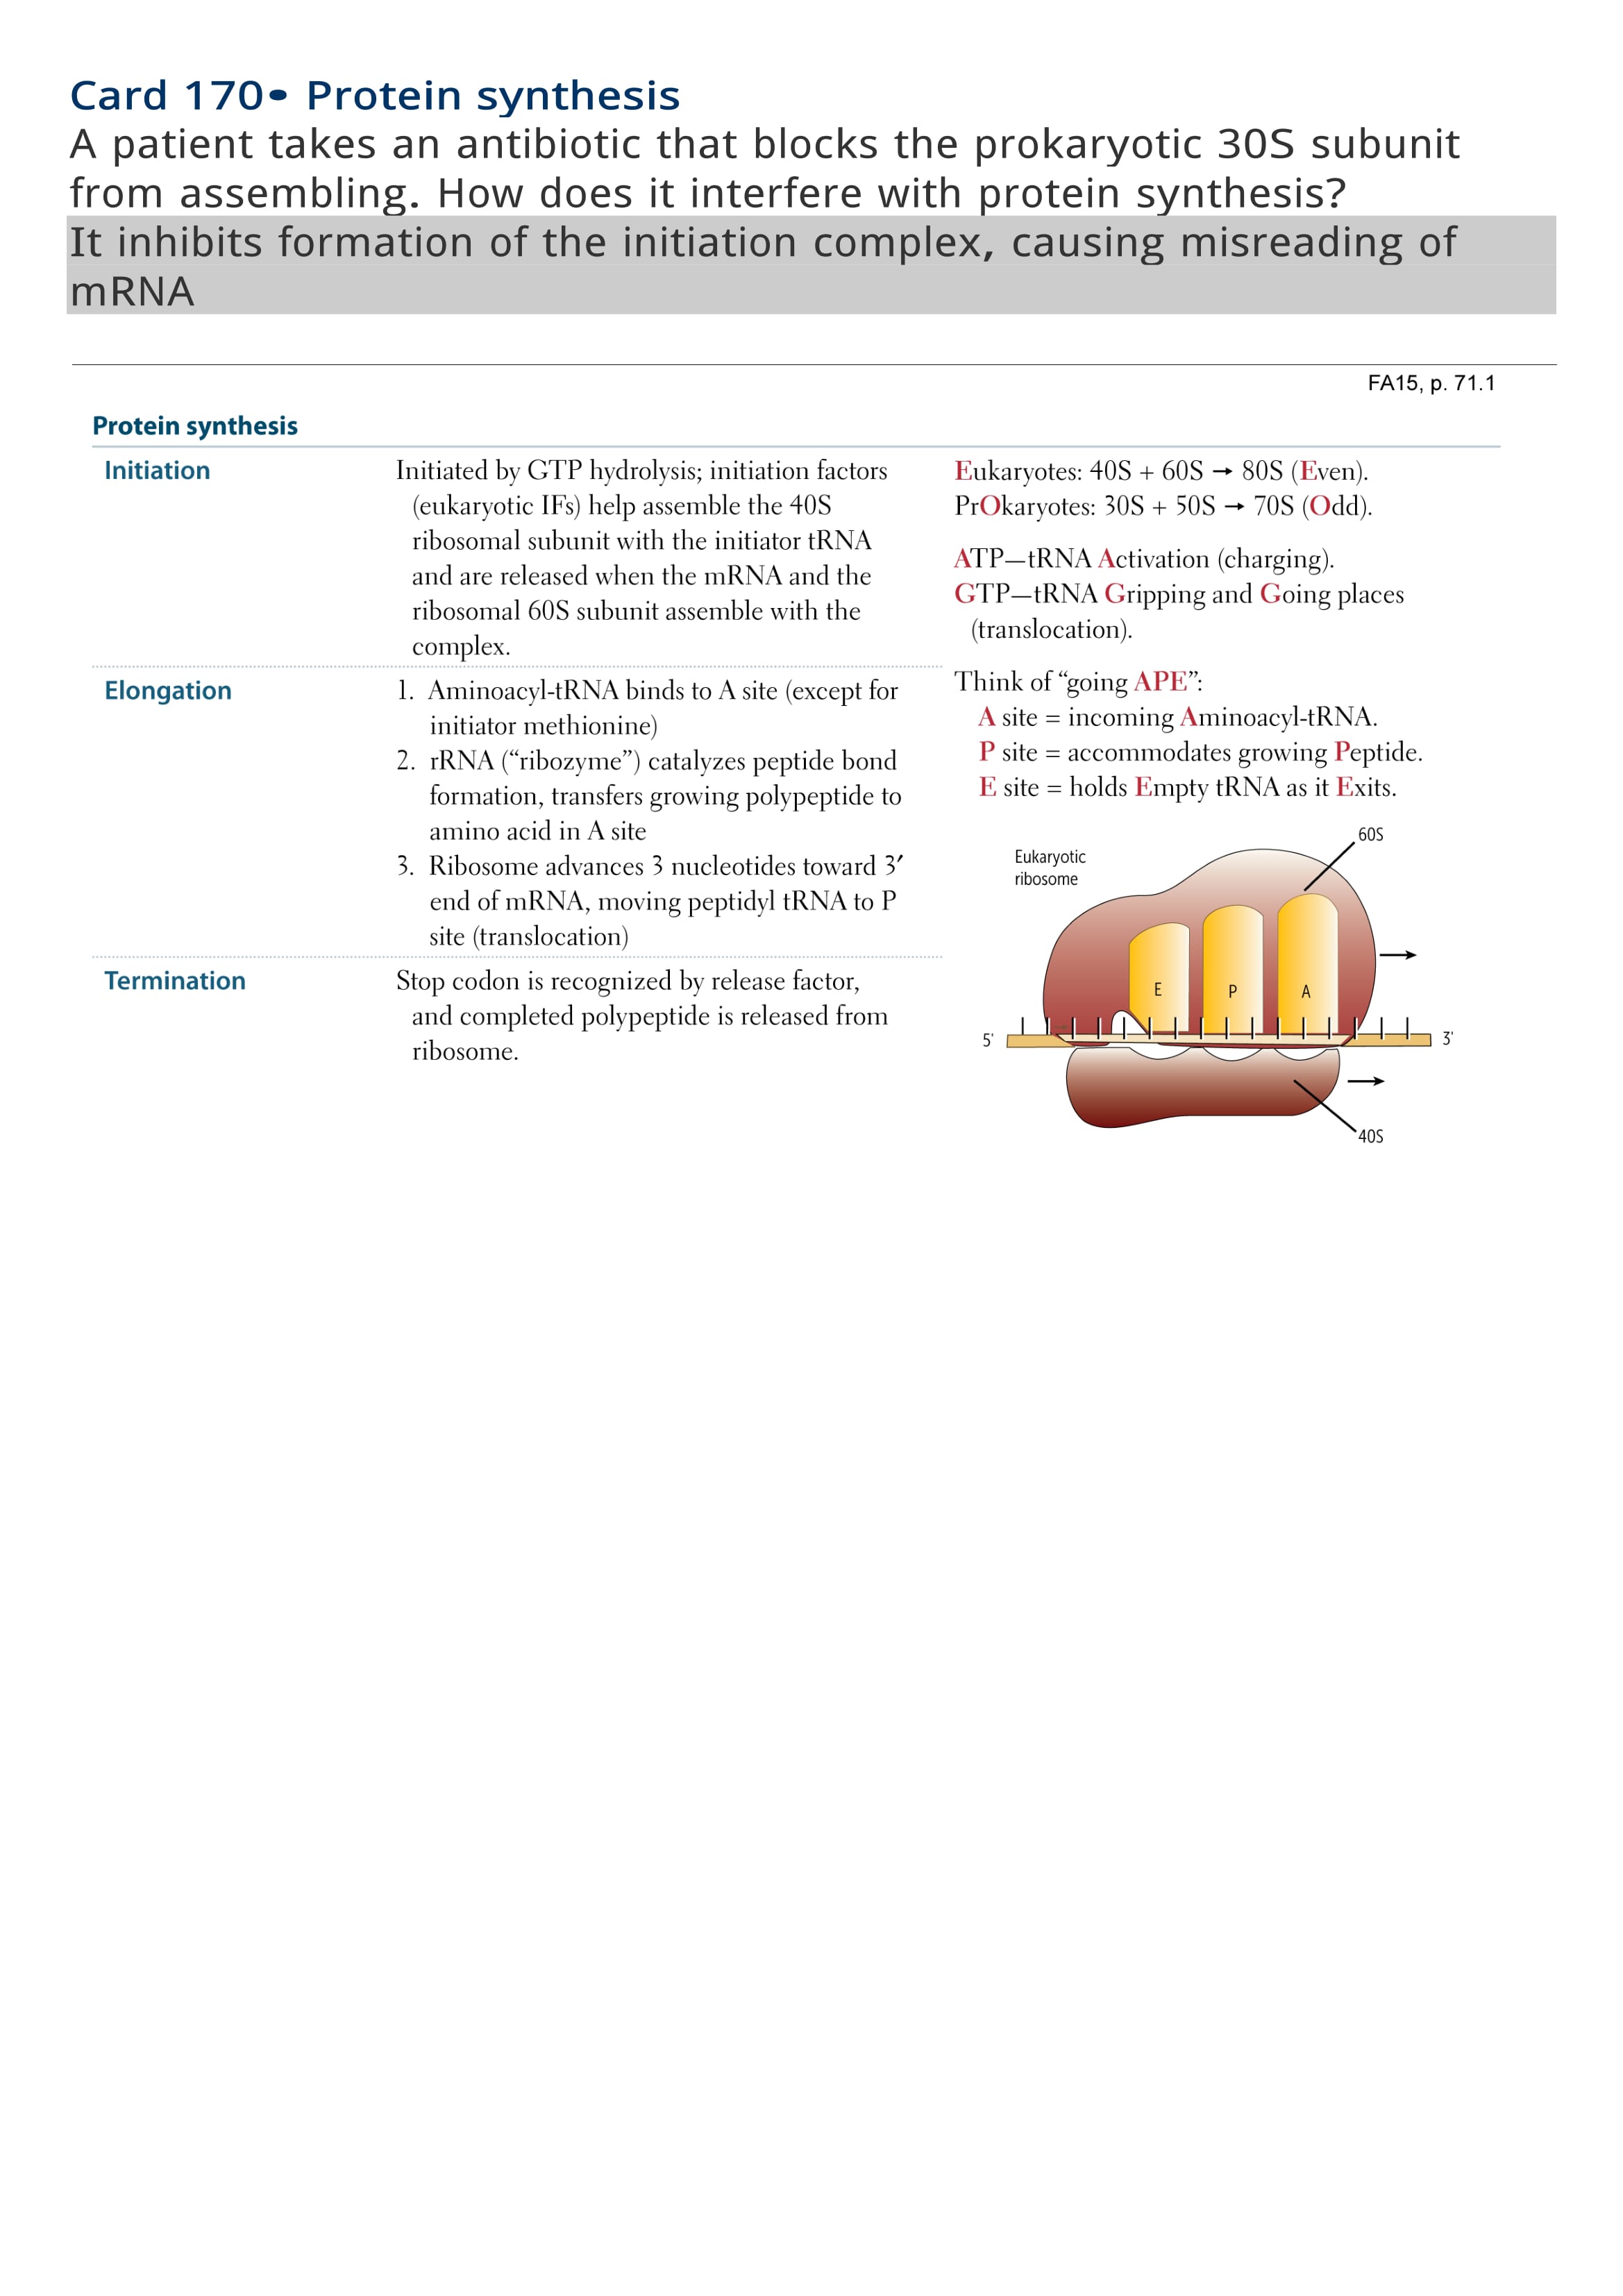 Card 170• Protein synthesis
A patient takes an antibiotic that blocks the prokaryotic 30S subunit
from assembling. How does it interfere with protein synthesis?
It inhibits formation of the initiation complex, causing misreading of
mRNA
FA15, p. 71.1
Protein synthesis
Initiation
Initiated by GTP hydrolysis; initiation factors
(eukaryotic IFs) help assemble the 40S
ribosomal subunit with the initiator tRNA
and are released when the mRNA and the
ribosomal 60S subunit assemble with the
complex.
Eukaryotes: 40S + 60S → 80S (Even).
PrOkaryotes: 30S + 50S → 70S (Odd).
ATP—tRNA Activation (charging).
GTP—tRNA Gripping and Going places
(translocation).
Elongation
1. Aminoacyl-tRNA binds to A site (except for
initiator methionine)
2. rRNA (“ribozyme”) catalyzes peptide bond
formation, transfers growing polypeptide to
amino acid in A site
3. Ribosome advances 3 nucleotides toward 3′
end of mRNA, moving peptidyl tRNA to P
site (translocation)
Think of “going APE”:
A site = incoming Aminoacyl-tRNA.
P site = accommodates growing Peptide.
E site = holds Empty tRNA as it Exits.
Termination
Stop codon is recognized by release factor,
and completed polypeptide is released from
ribosome.
60S
Eukaryotic
ribosome
E P A
5' 3'
40S